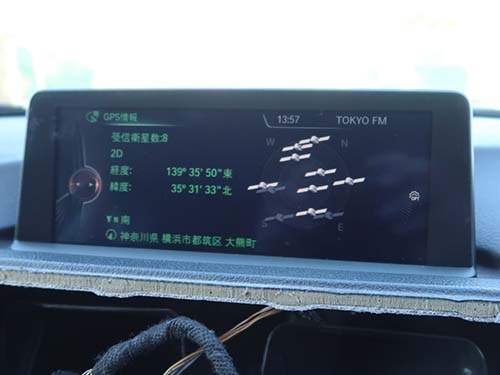 GPS情報 13:57 TOKYO FM
受信衛星数:8
2D
経度: 139° 35' 50"東
緯度: 35° 31' 33"北
W N
S E
南
神奈川県 横浜市都筑区 大熊町